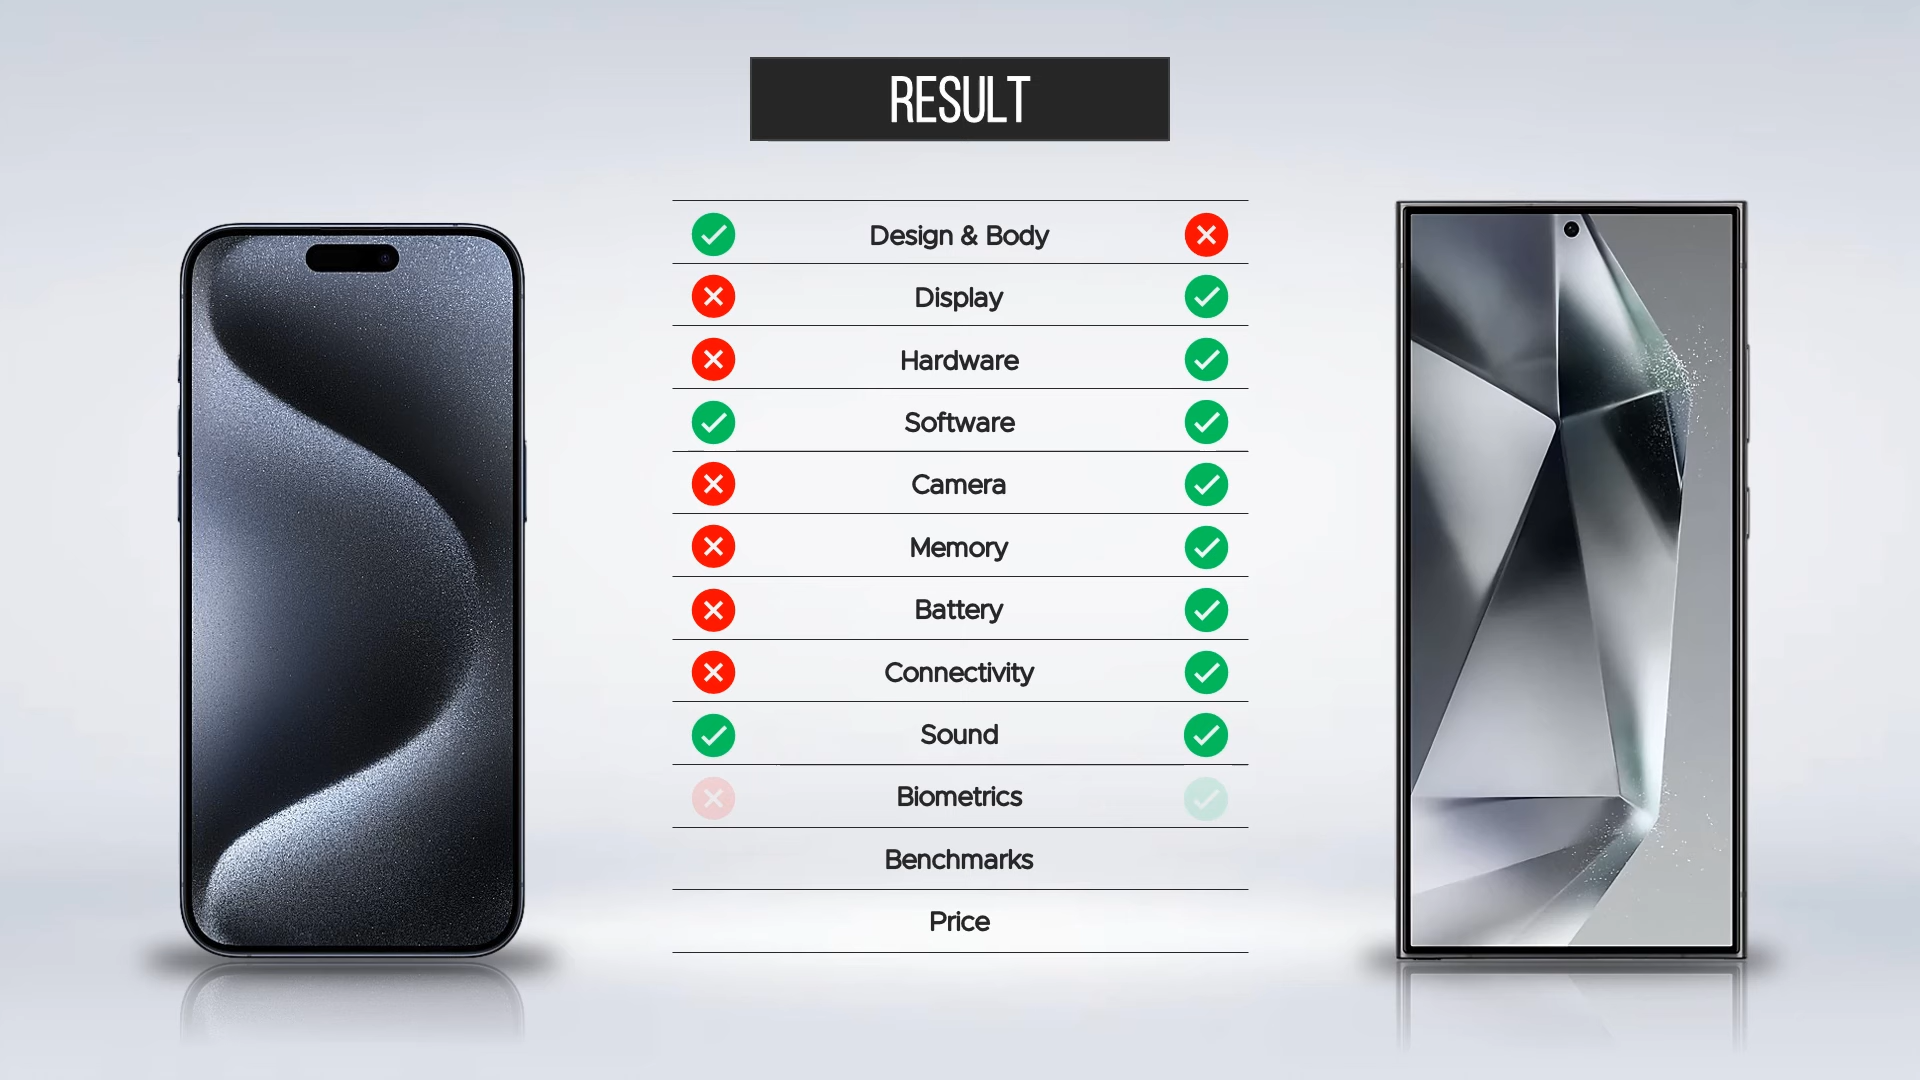 RESULT
Design & Body
Display
Hardware
Software
Camera
Memory
Battery
Connectivity
Sound
Biometrics
Benchmarks
Price